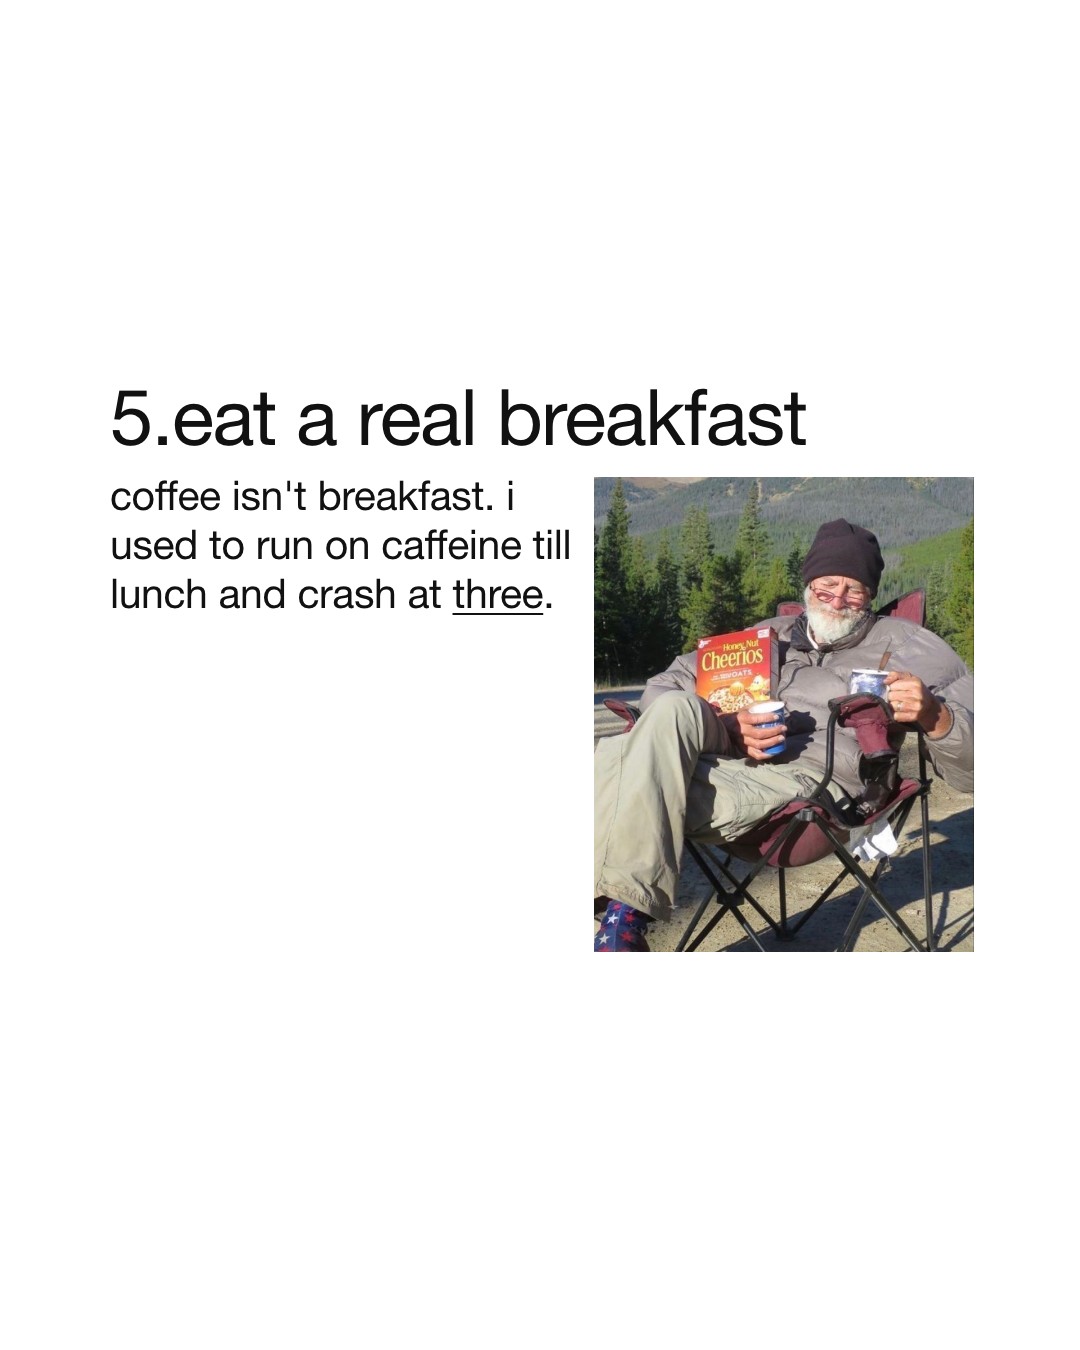 5.eat a real breakfast
coffee isn't breakfast. i
used to run on caffeine till
lunch and crash at three.
Honey Nut
Cheerios